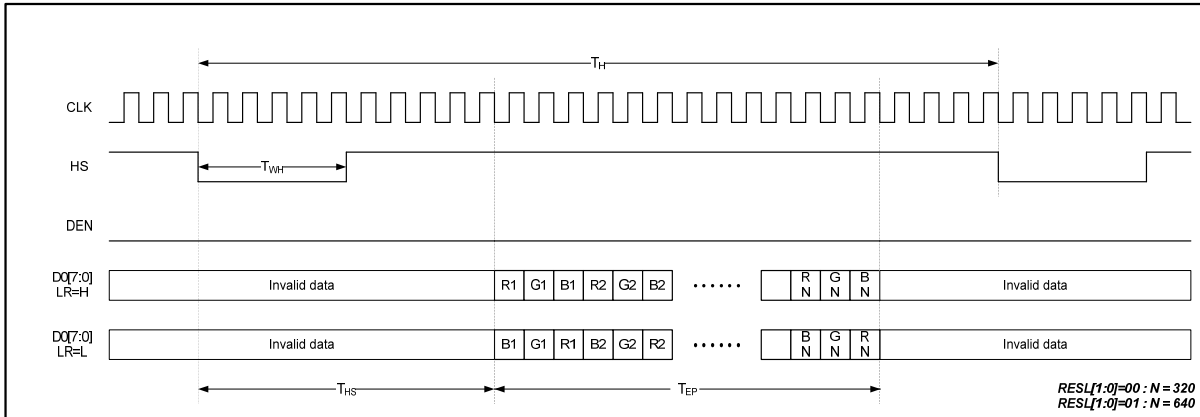 TH
CLK
HS
TWH
DEN
D0[7:0]
LR=H
Invalid data
R1 G1 B1 R2 G2 B2 ······ R N G N B N
Invalid data
D0[7:0]
LR=L
Invalid data
B1 G1 R1 B2 G2 R2 ······ B N G N R N
Invalid data
THS
TEP
RESL[1:0]=00 : N = 320
RESL[1:0]=01 : N = 640